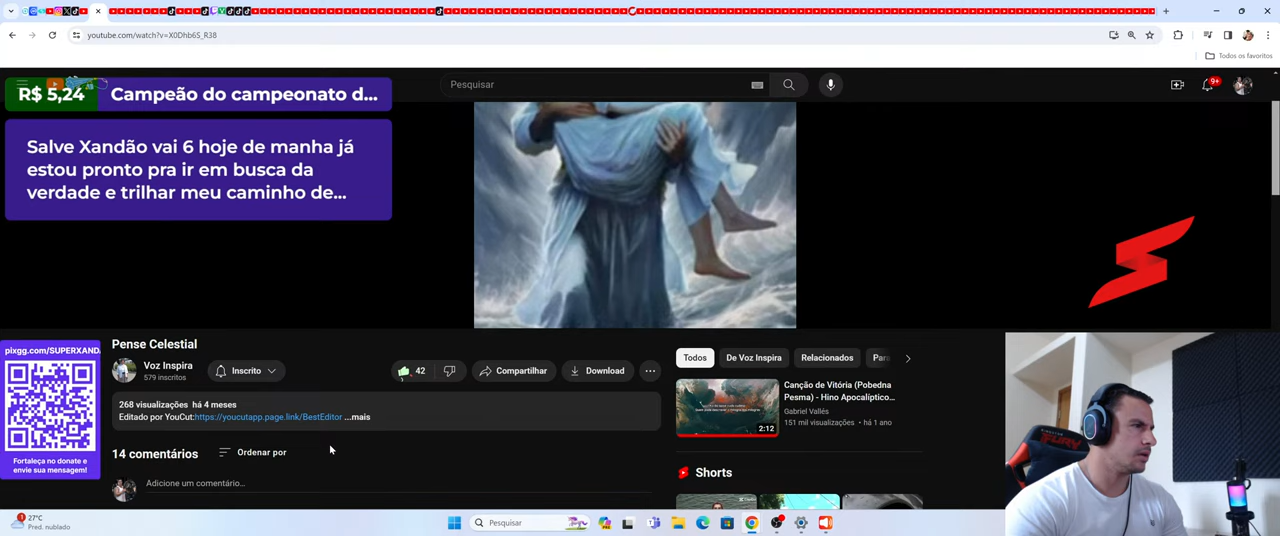 youtube.com/watch?v=X0Dhb6S_R38
Todos os favoritos
Pesquisar
9+
R$ 5,24
Campeão do campeonato d...
Salve Xandão vai 6 hoje de manha já
estou pronto pra ir em busca da
verdade e trilhar meu caminho de...
pixgg.com/SUPERXAND
Fortaleça no donate e
envie sua mensagem!
Pense Celestial
Voz Inspira
579 inscritos
Inscrito
42
Compartilhar
Download
268 visualizações há 4 meses
Editado por YouCut:https://youcutapp.page.link/BestEditor ...mais
14 comentários
Ordenar por
Adicione um comentário...
Todos
De Voz Inspira
Relacionados
Par
Canção de Vitória (Pobedna
Pesma) - Hino Apocalíptico...
Gabriel Vallés
151 mil visualizações • há 1 ano
2:12
Shorts
FURY
1
27°C
Pred. nublado
Pesquisar